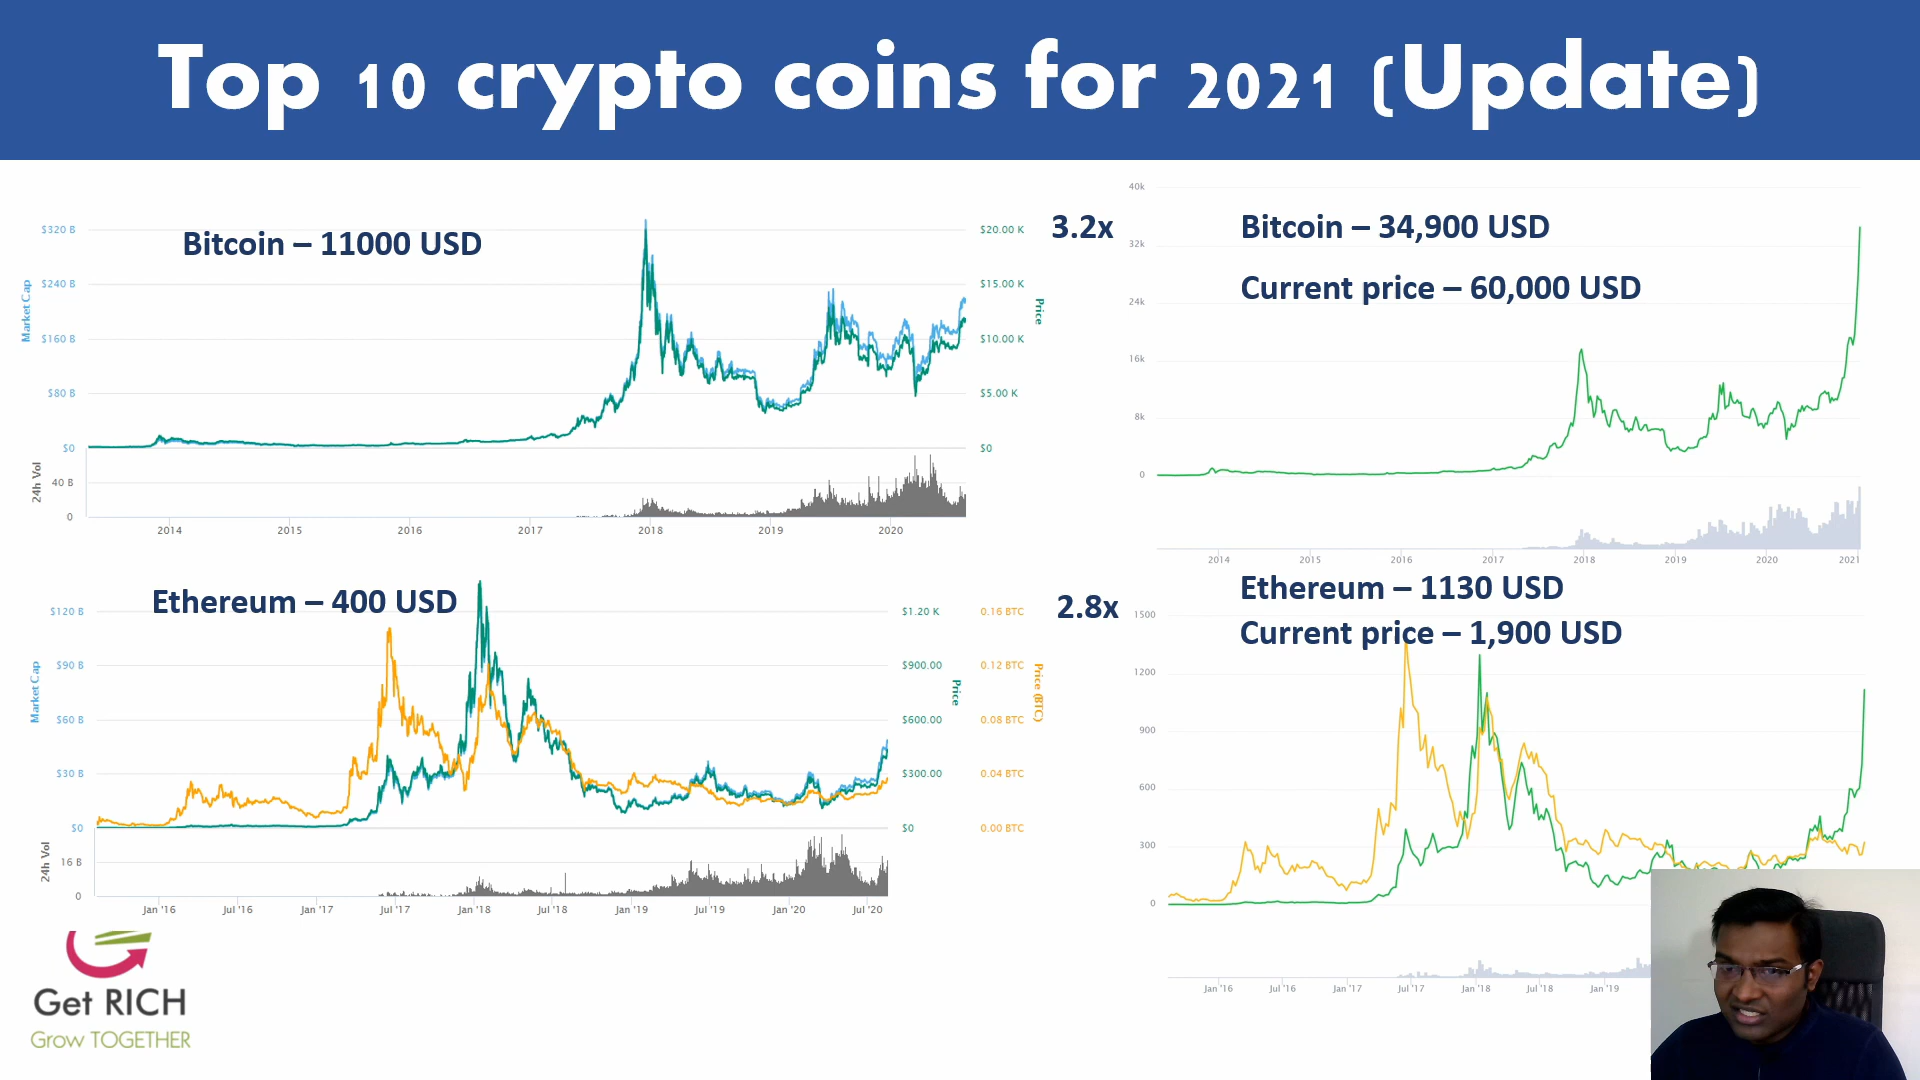 Top 10 crypto coins for 2021 (Update)
Bitcoin – 11000 USD
$320 B
$240 B
$160 B
$80 B
$0
Market Cap
$20.00 K
$15.00 K
$10.00 K
$5.00 K
$0
Price
24h Vol
40 B
0
2014 2015 2016 2017 2018 2019 2020
3.2x
Bitcoin – 34,900 USD
Current price – 60,000 USD
40k
32k
24k
16k
8k
0
2014 2015 2016 2017 2018 2019 2020 2021
Ethereum – 400 USD
$120 B
$90 B
$60 B
$30 B
$0
Market Cap
$1.20 K
$900.00
$600.00
$300.00
$0
Price
0.16 BTC
0.12 BTC
0.08 BTC
0.04 BTC
0.00 BTC
Price (BTC)
24h Vol
16 B
0
Jan '16 Jul '16 Jan '17 Jul '17 Jan '18 Jul '18 Jan '19 Jul '19 Jan '20 Jul '20
2.8x
Ethereum – 1130 USD
Current price – 1,900 USD
1500
1200
900
600
300
0
Jan '16 Jul '16 Jan '17 Jul '17 Jan '18 Jul '18 Jan '19
Get RICH
Grow TOGETHER